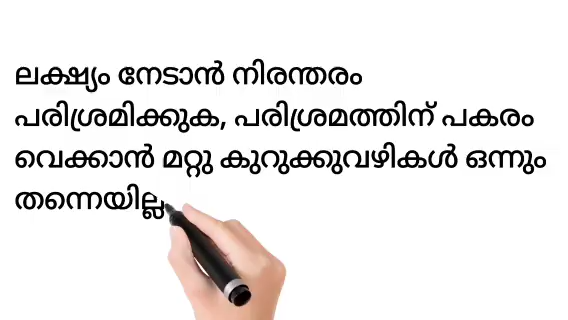 ലക്ഷ്യം നേടാൻ നിരന്തരം
പരിശ്രമിക്കുക, പരിശ്രമത്തിന് പകരം
വെക്കാൻ മറ്റു കുറുക്കുവഴികൾ ഒന്നും
തന്നെയില്ല